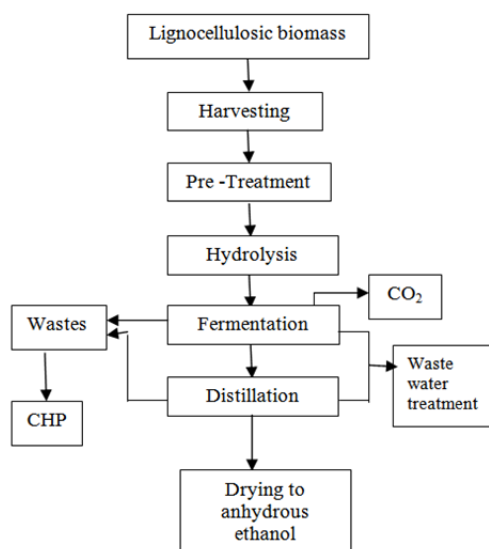 Lignocellulosic biomass
Harvesting
Pre -Treatment
Hydrolysis
CO₂
Wastes
Fermentation
Waste
water
treatment
Distillation
CHP
Drying to
anhydrous
ethanol